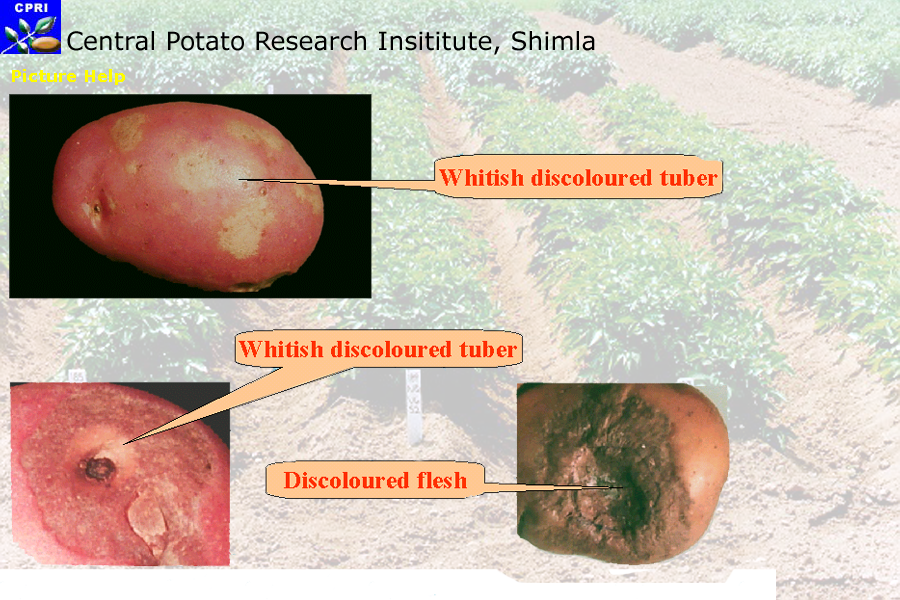 CPRI
Central Potato Research Insititute, Shimla
Picture Help
Whitish discoloured tuber
Whitish discoloured tuber
Discoloured flesh